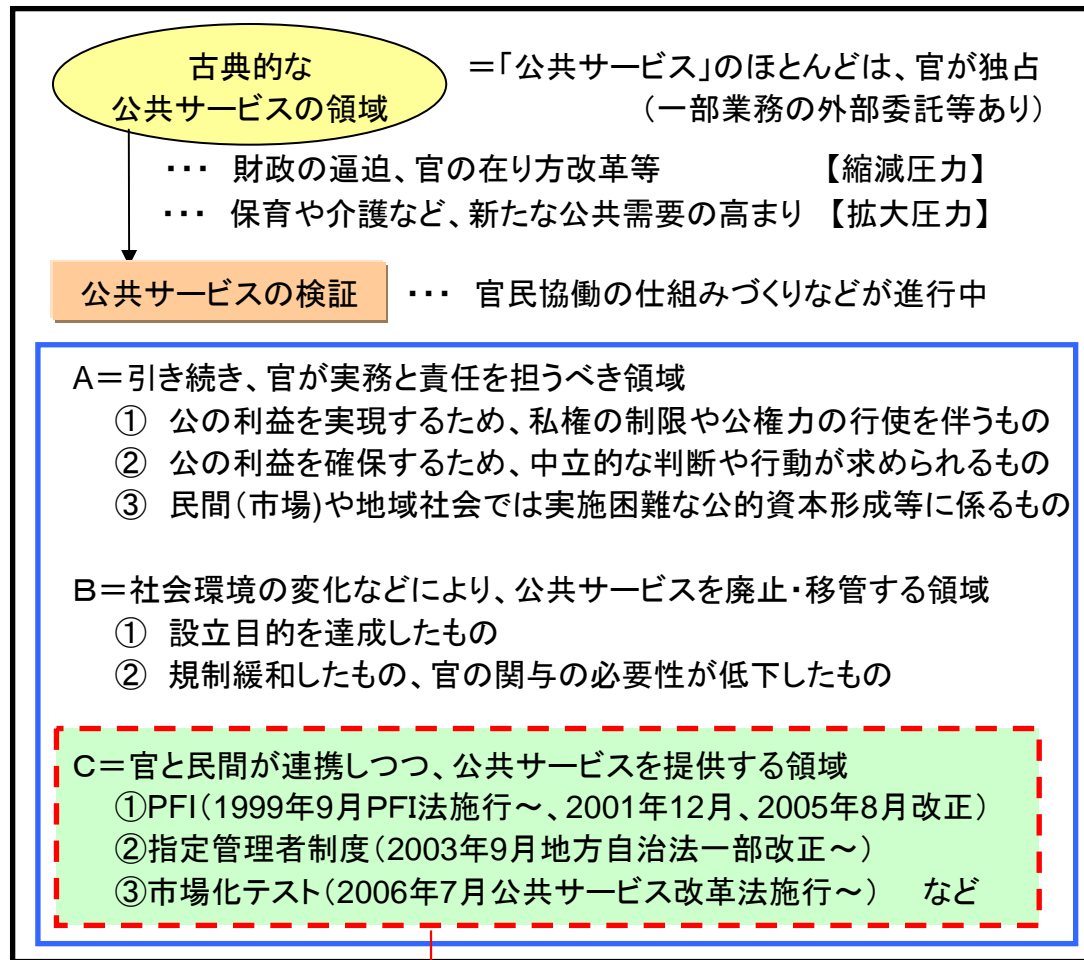 古典的な
公共サービスの領域
＝「公共サービス」のほとんどは、官が独占
（一部業務の外部委託等あり）
・・・ 財政の逼迫、官の在り方改革等 【縮減圧力】
・・・ 保育や介護など、新たな公共需要の高まり 【拡大圧力】
公共サービスの検証 ・・・ 官民協働の仕組みづくりなどが進行中
A＝引き続き、官が実務と責任を担うべき領域
① 公の利益を実現するため、私権の制限や公権力の行使を伴うもの
② 公の利益を確保するため、中立的な判断や行動が求められるもの
③ 民間（市場)や地域社会では実施困難な公的資本形成等に係るもの
B＝社会環境の変化などにより、公共サービスを廃止・移管する領域
① 設立目的を達成したもの
② 規制緩和したもの、官の関与の必要性が低下したもの
C＝官と民間が連携しつつ、公共サービスを提供する領域
①PFI（1999年9月PFI法施行～、2001年12月、2005年8月改正）
②指定管理者制度（2003年9月地方自治法一部改正～）
③市場化テスト（2006年7月公共サービス改革法施行～） など